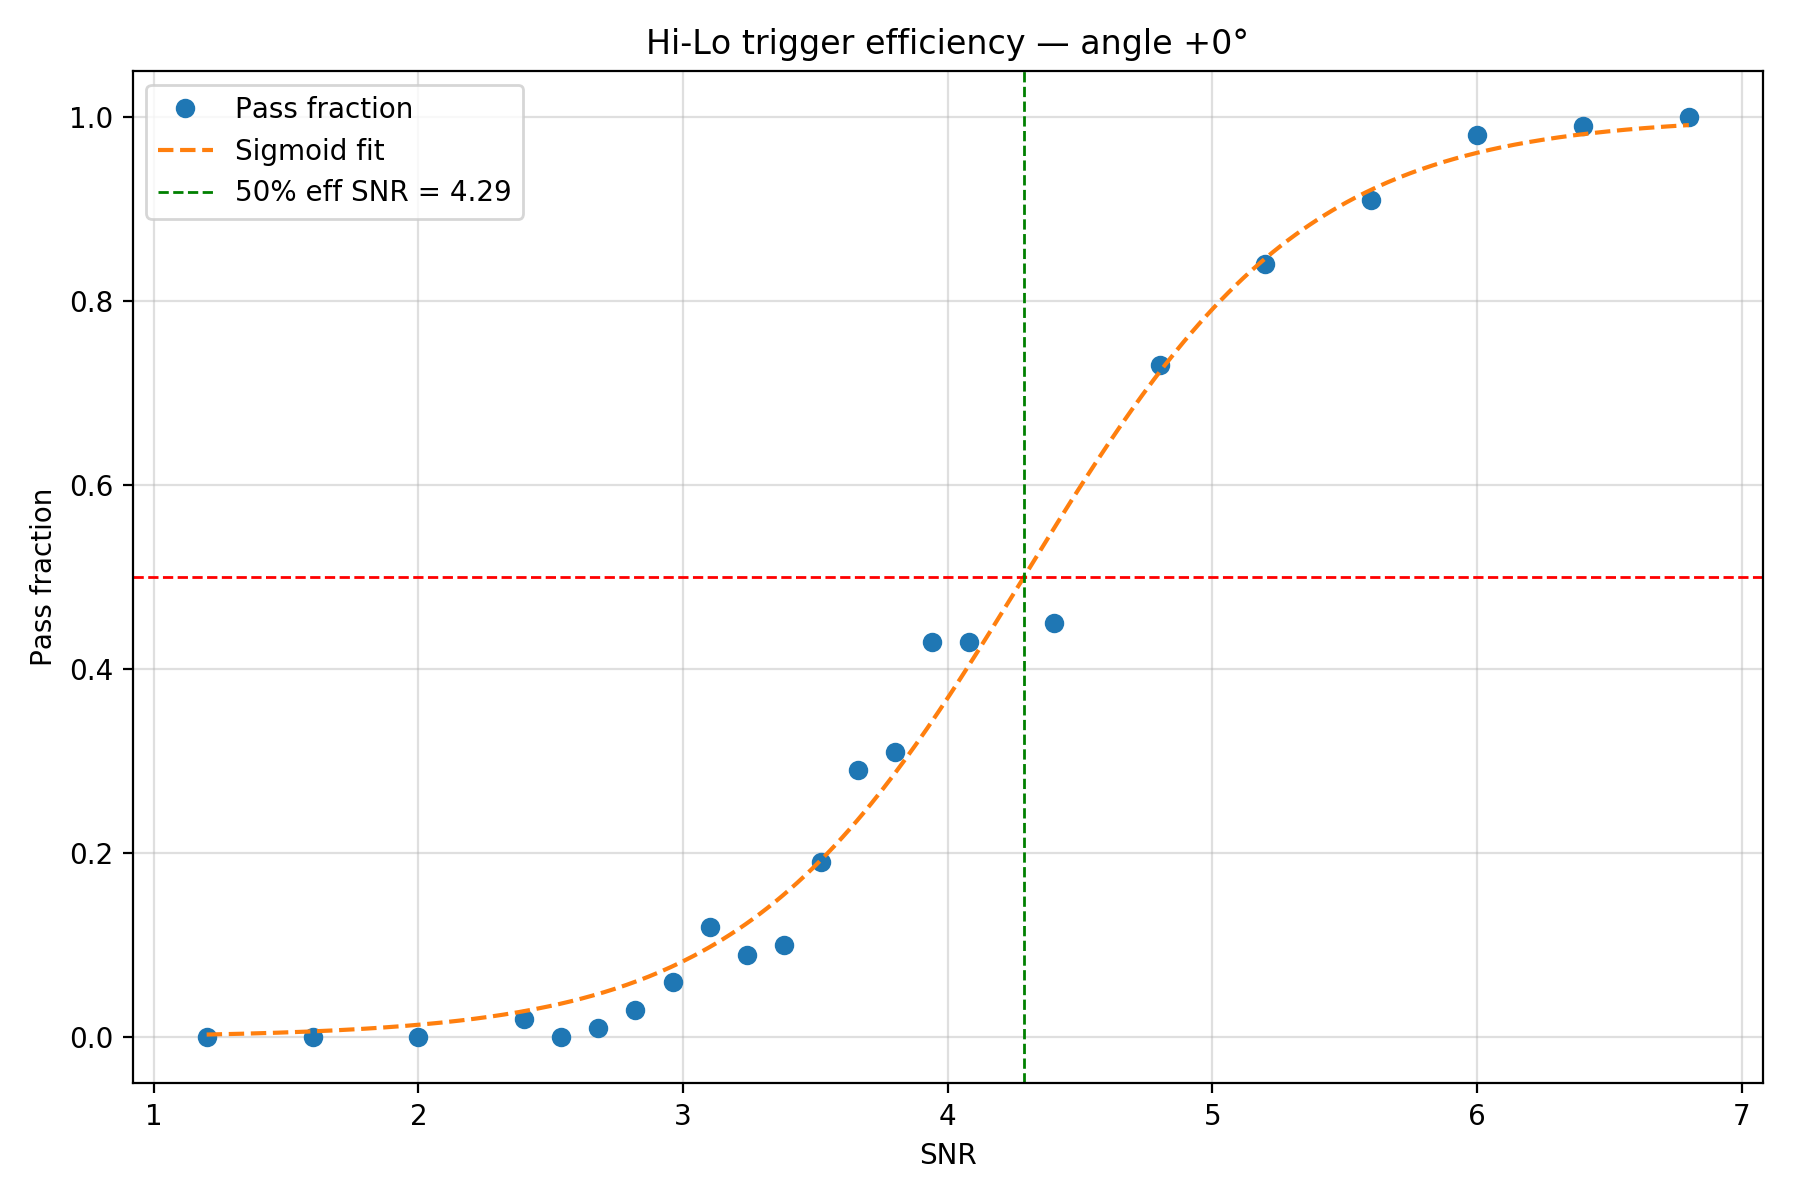 Hi-Lo trigger efficiency — angle +0°
Pass fraction
Sigmoid fit
50% eff SNR = 4.29
Pass fraction
1.0
0.8
0.6
0.4
0.2
0.0
1 2 3 4 5 6 7
SNR